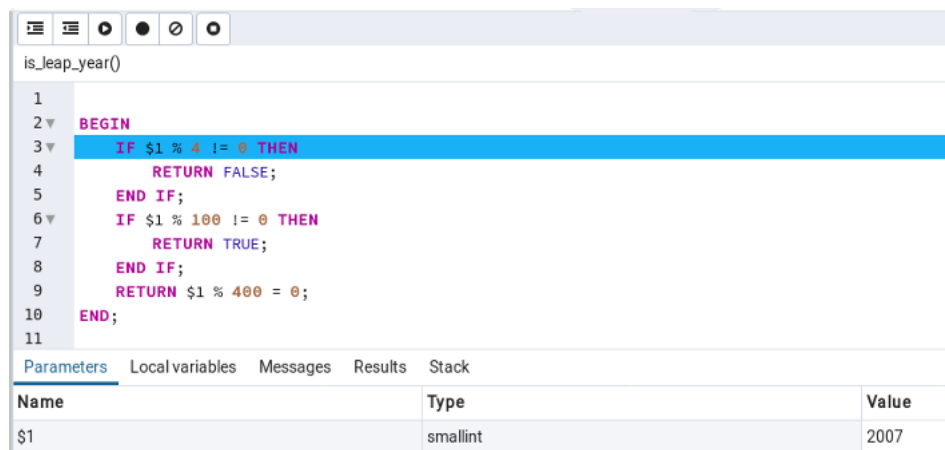 is_leap_year()
1
2 BEGIN
3 IF $1 % 4 != 0 THEN
4 RETURN FALSE;
5 END IF;
6 IF $1 % 100 != 0 THEN
7 RETURN TRUE;
8 END IF;
9 RETURN $1 % 400 = 0;
10 END;
11
Parameters Local variables Messages Results Stack
Name Type Value
$1 smallint 2007